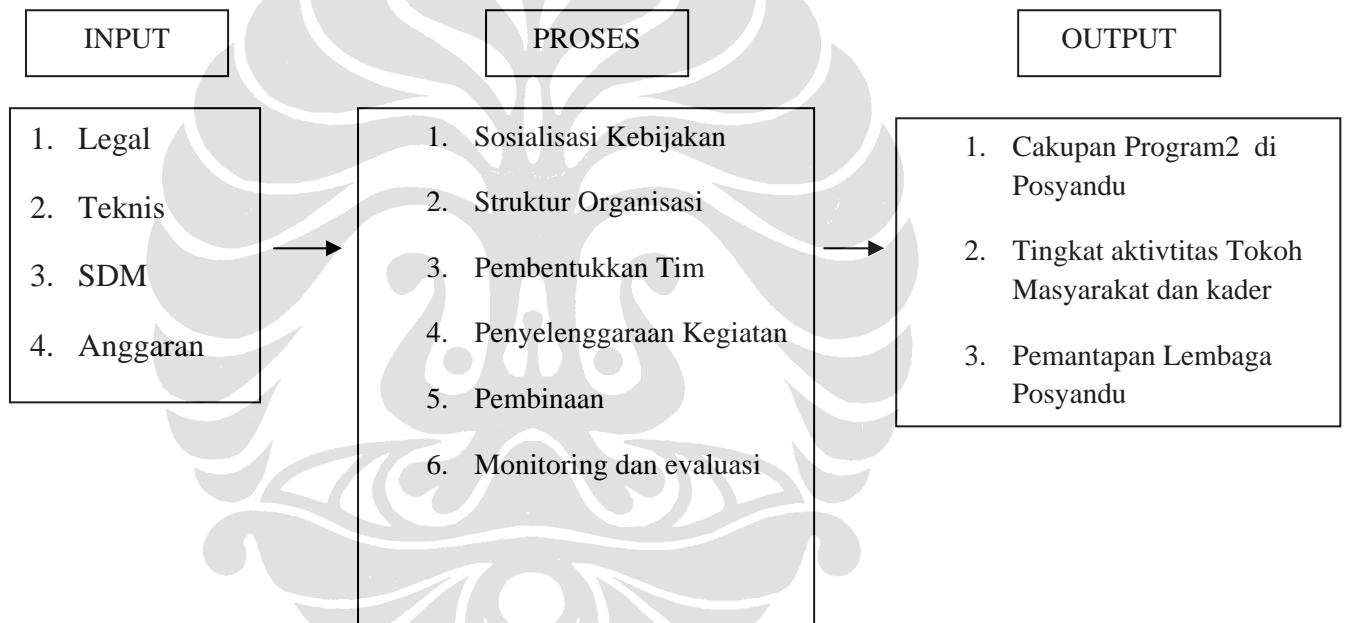 INPUT
PROSES
OUTPUT
1. Legal
2. Teknis
3. SDM
4. Anggaran
1. Sosialisasi Kebijakan
2. Struktur Organisasi
3. Pembentukkan Tim
4. Penyelenggaraan Kegiatan
5. Pembinaan
6. Monitoring dan evaluasi
1. Cakupan Program2 di
Posyandu
2. Tingkat aktivtitas Tokoh
Masyarakat dan kader
3. Pemantapan Lembaga
Posyandu